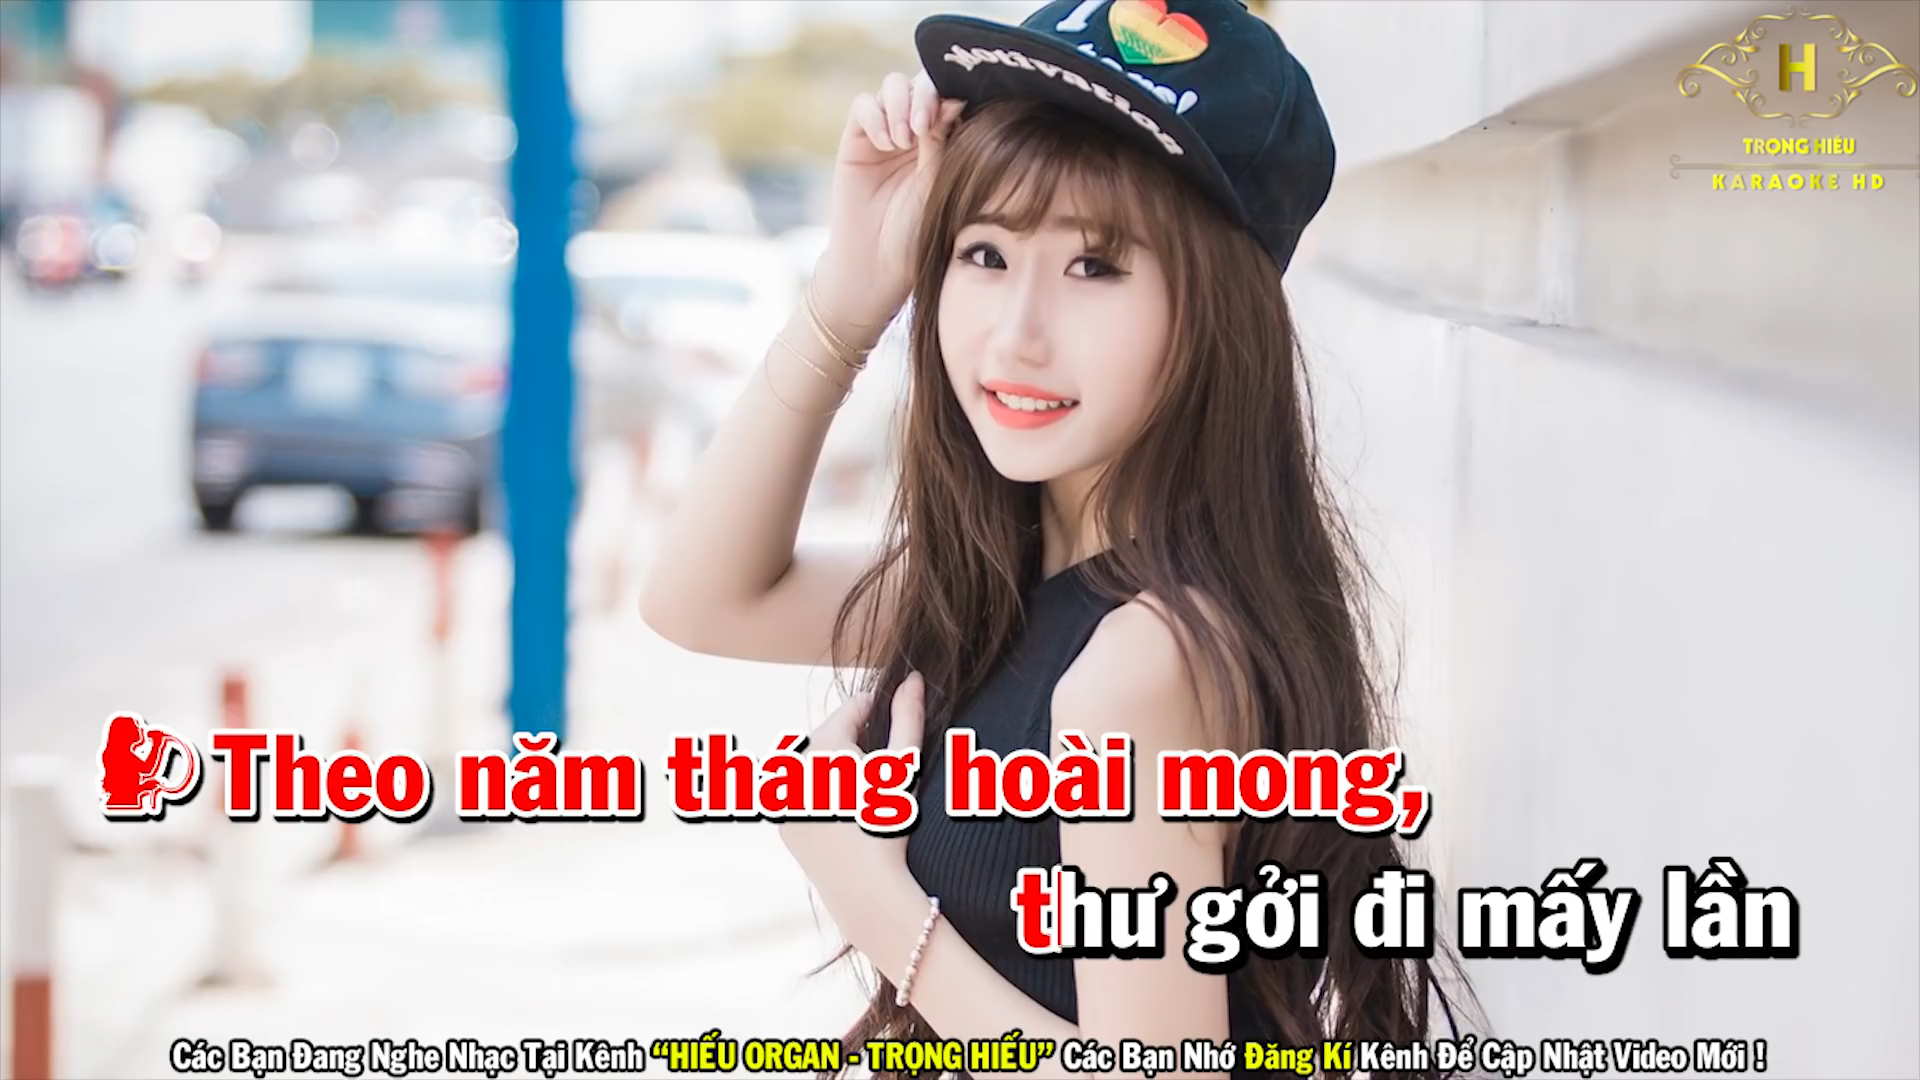 I
Motivation
H
TRỌNG HIẾU
KARAOKE HD
Theo năm tháng hoài mong,
thư gởi đi mấy lần
Các Bạn Đang Nghe Nhạc Tại Kênh “HIẾU ORGAN - TRỌNG HIẾU” Các Bạn Nhớ Đăng Kí Kênh Để Cập Nhật Video Mới !